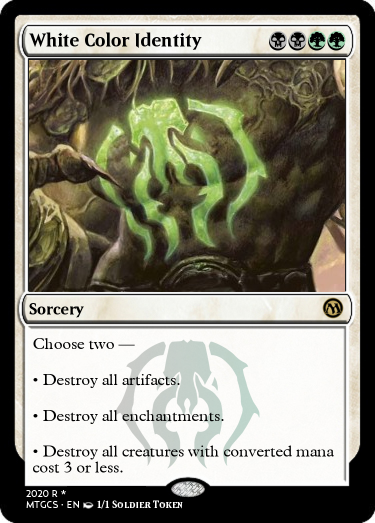 White Color Identity
Sorcery
Choose two —
• Destroy all artifacts.
• Destroy all enchantments.
• Destroy all creatures with converted mana
cost 3 or less.
2020 R *
MTGCS • EN 1/1 SOLDIER TOKEN